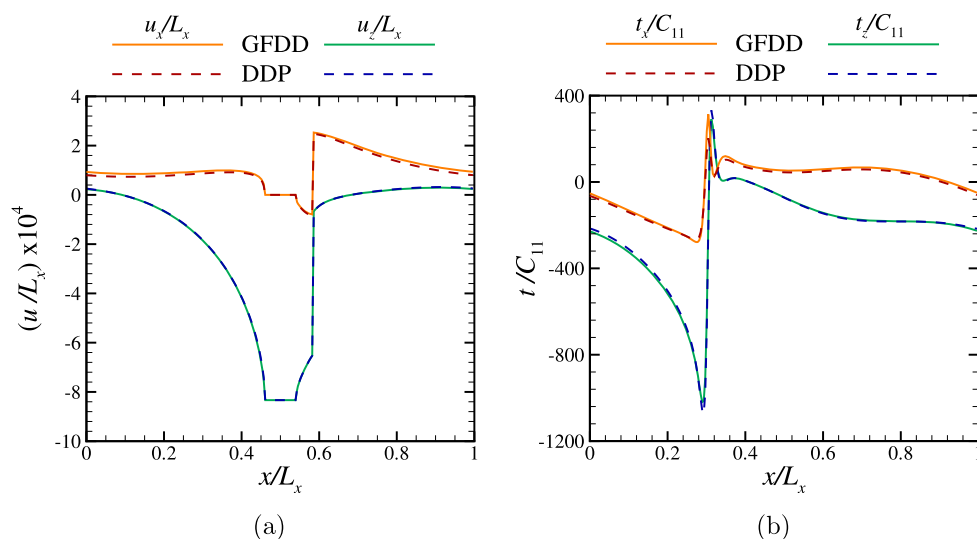 u_x/L_x GFDD u_z/L_x
DDP
t_x/C_11 GFDD t_z/C_11
DDP
(u/L_x) x10^4
4
2
0
-2
-4
-6
-8
-10
0 0.2 0.4 0.6 0.8 1
x/L_x
(a)
t/C_11
400
0
-400
-800
-1200
0 0.2 0.4 0.6 0.8 1
x/L_x
(b)